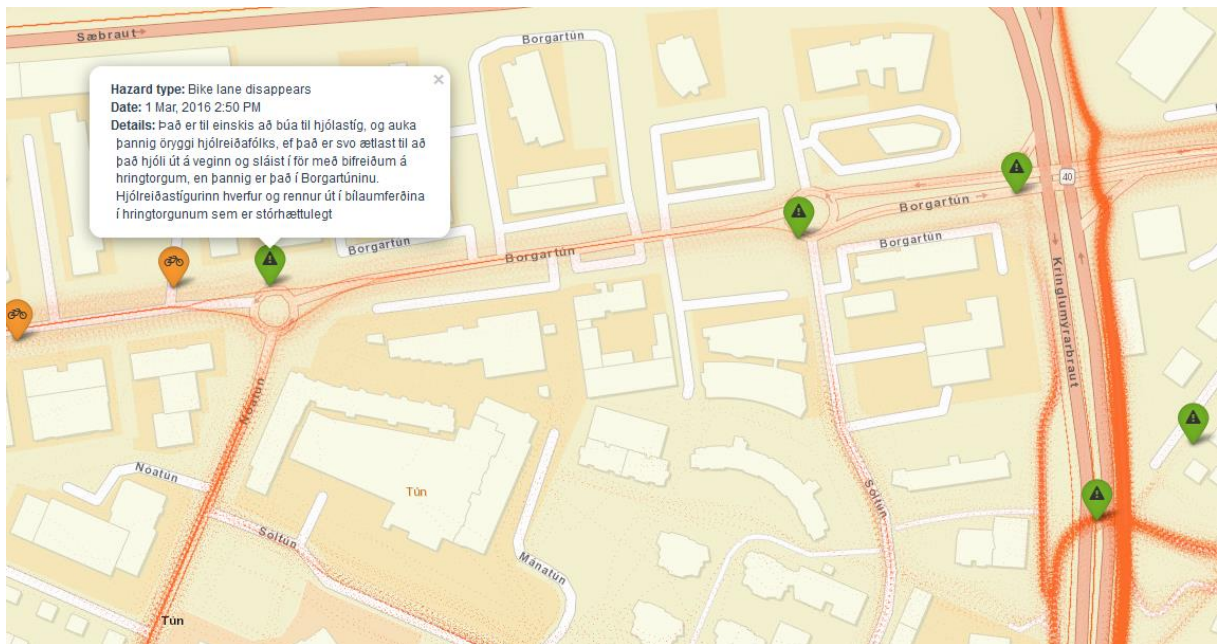 Sæbraut
Borgartún
Hazard type: Bike lane disappears
Date: 1 Mar, 2016 2:50 PM
Details: Það er til einskis að búa til hjólastíg, og auka
þannig öryggi hjólreiðafólks, ef það er svo ætlast til að
það hjóli út á veginn og sláist í för með bifreiðum á
hringtorgum, en þannig er það í Borgartúninu.
Hjólreiðastígurinn hverfur og rennur út í bílaumferðina
í hringtorgunum sem er stórhættulegt
×
40
Borgartún
Borgartún
Borgartún
Borgartún
Kringlumýrarbraut
Nóatún
Nóatún
Tún
Sóltún
Sóltún
Mánatún
Tún